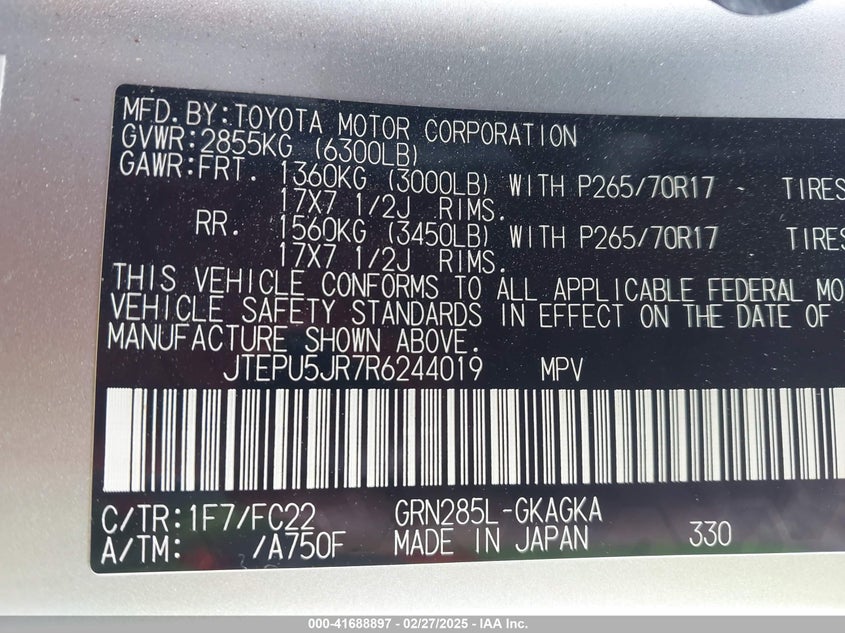 MFD.BY:TOYOTA MOTOR CORPORATION
GVWR:2855KG (6300LB)
GAWR:FRT. 1360KG (3000LB) WITH P265/70R17 - TIRES
17X7 1/2J RIMS.
RR. 1560KG (3450LB) WITH P265/70R17 TIRES
17X7 1/2J RIMS.
THIS VEHICLE CONFORMS TO ALL APPLICABLE FEDERAL MO
VEHICLE SAFETY STANDARDS IN EFFECT ON THE DATE OF
MANUFACTURE SHOWN ABOVE.
JTEPU5JR7R6244019 MPV
C/TR:1F7/FC22 GRN285L-GKAGKA
A/TM: /A750F MADE IN JAPAN 330
000-41688897 - 02/27/2025 - IAA Inc.